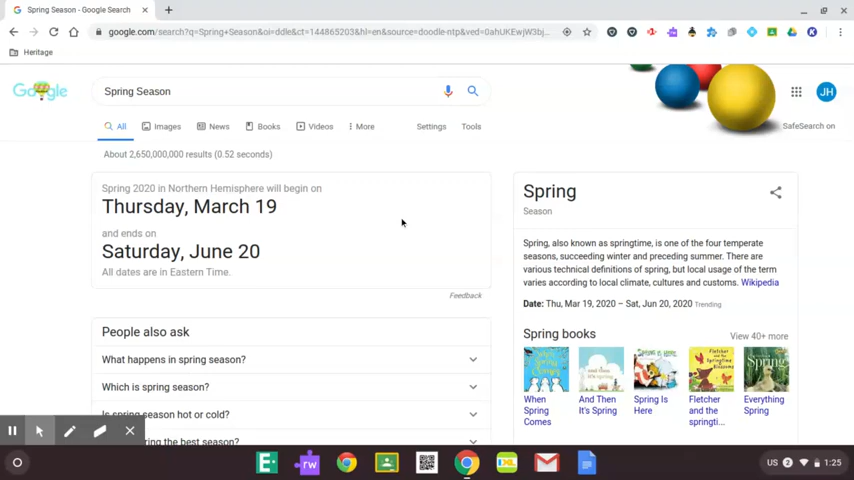 Spring Season - Google Search
google.com/search?q=Spring+Season&oi=ddle&ct=144865203&hl=en&source=doodle-ntp&ved=0ahUKEwjW3bj...
Heritage
Google
Spring Season
JH
All
Images
News
Books
Videos
More
Settings
Tools
SafeSearch on
About 2,650,000,000 results (0.52 seconds)
Spring 2020 in Northern Hemisphere will begin on
Thursday, March 19
and ends on
Saturday, June 20
All dates are in Eastern Time.
Feedback
People also ask
What happens in spring season?
Which is spring season?
Is spring season hot or cold?
ring the best season?
Spring
Season
Spring, also known as springtime, is one of the four temperate
seasons, succeeding winter and preceding summer. There are
various technical definitions of spring, but local usage of the term
varies according to local climate, cultures and customs. Wikipedia
Date: Thu, Mar 19, 2020 – Sat, Jun 20, 2020 Trending
Spring books
View 40+ more
When
Spring
Comes
And Then
It's Spring
Spring Is
Here
Fletcher
and the
springti...
Everything
Spring
rw
IXL
US 2 1:25